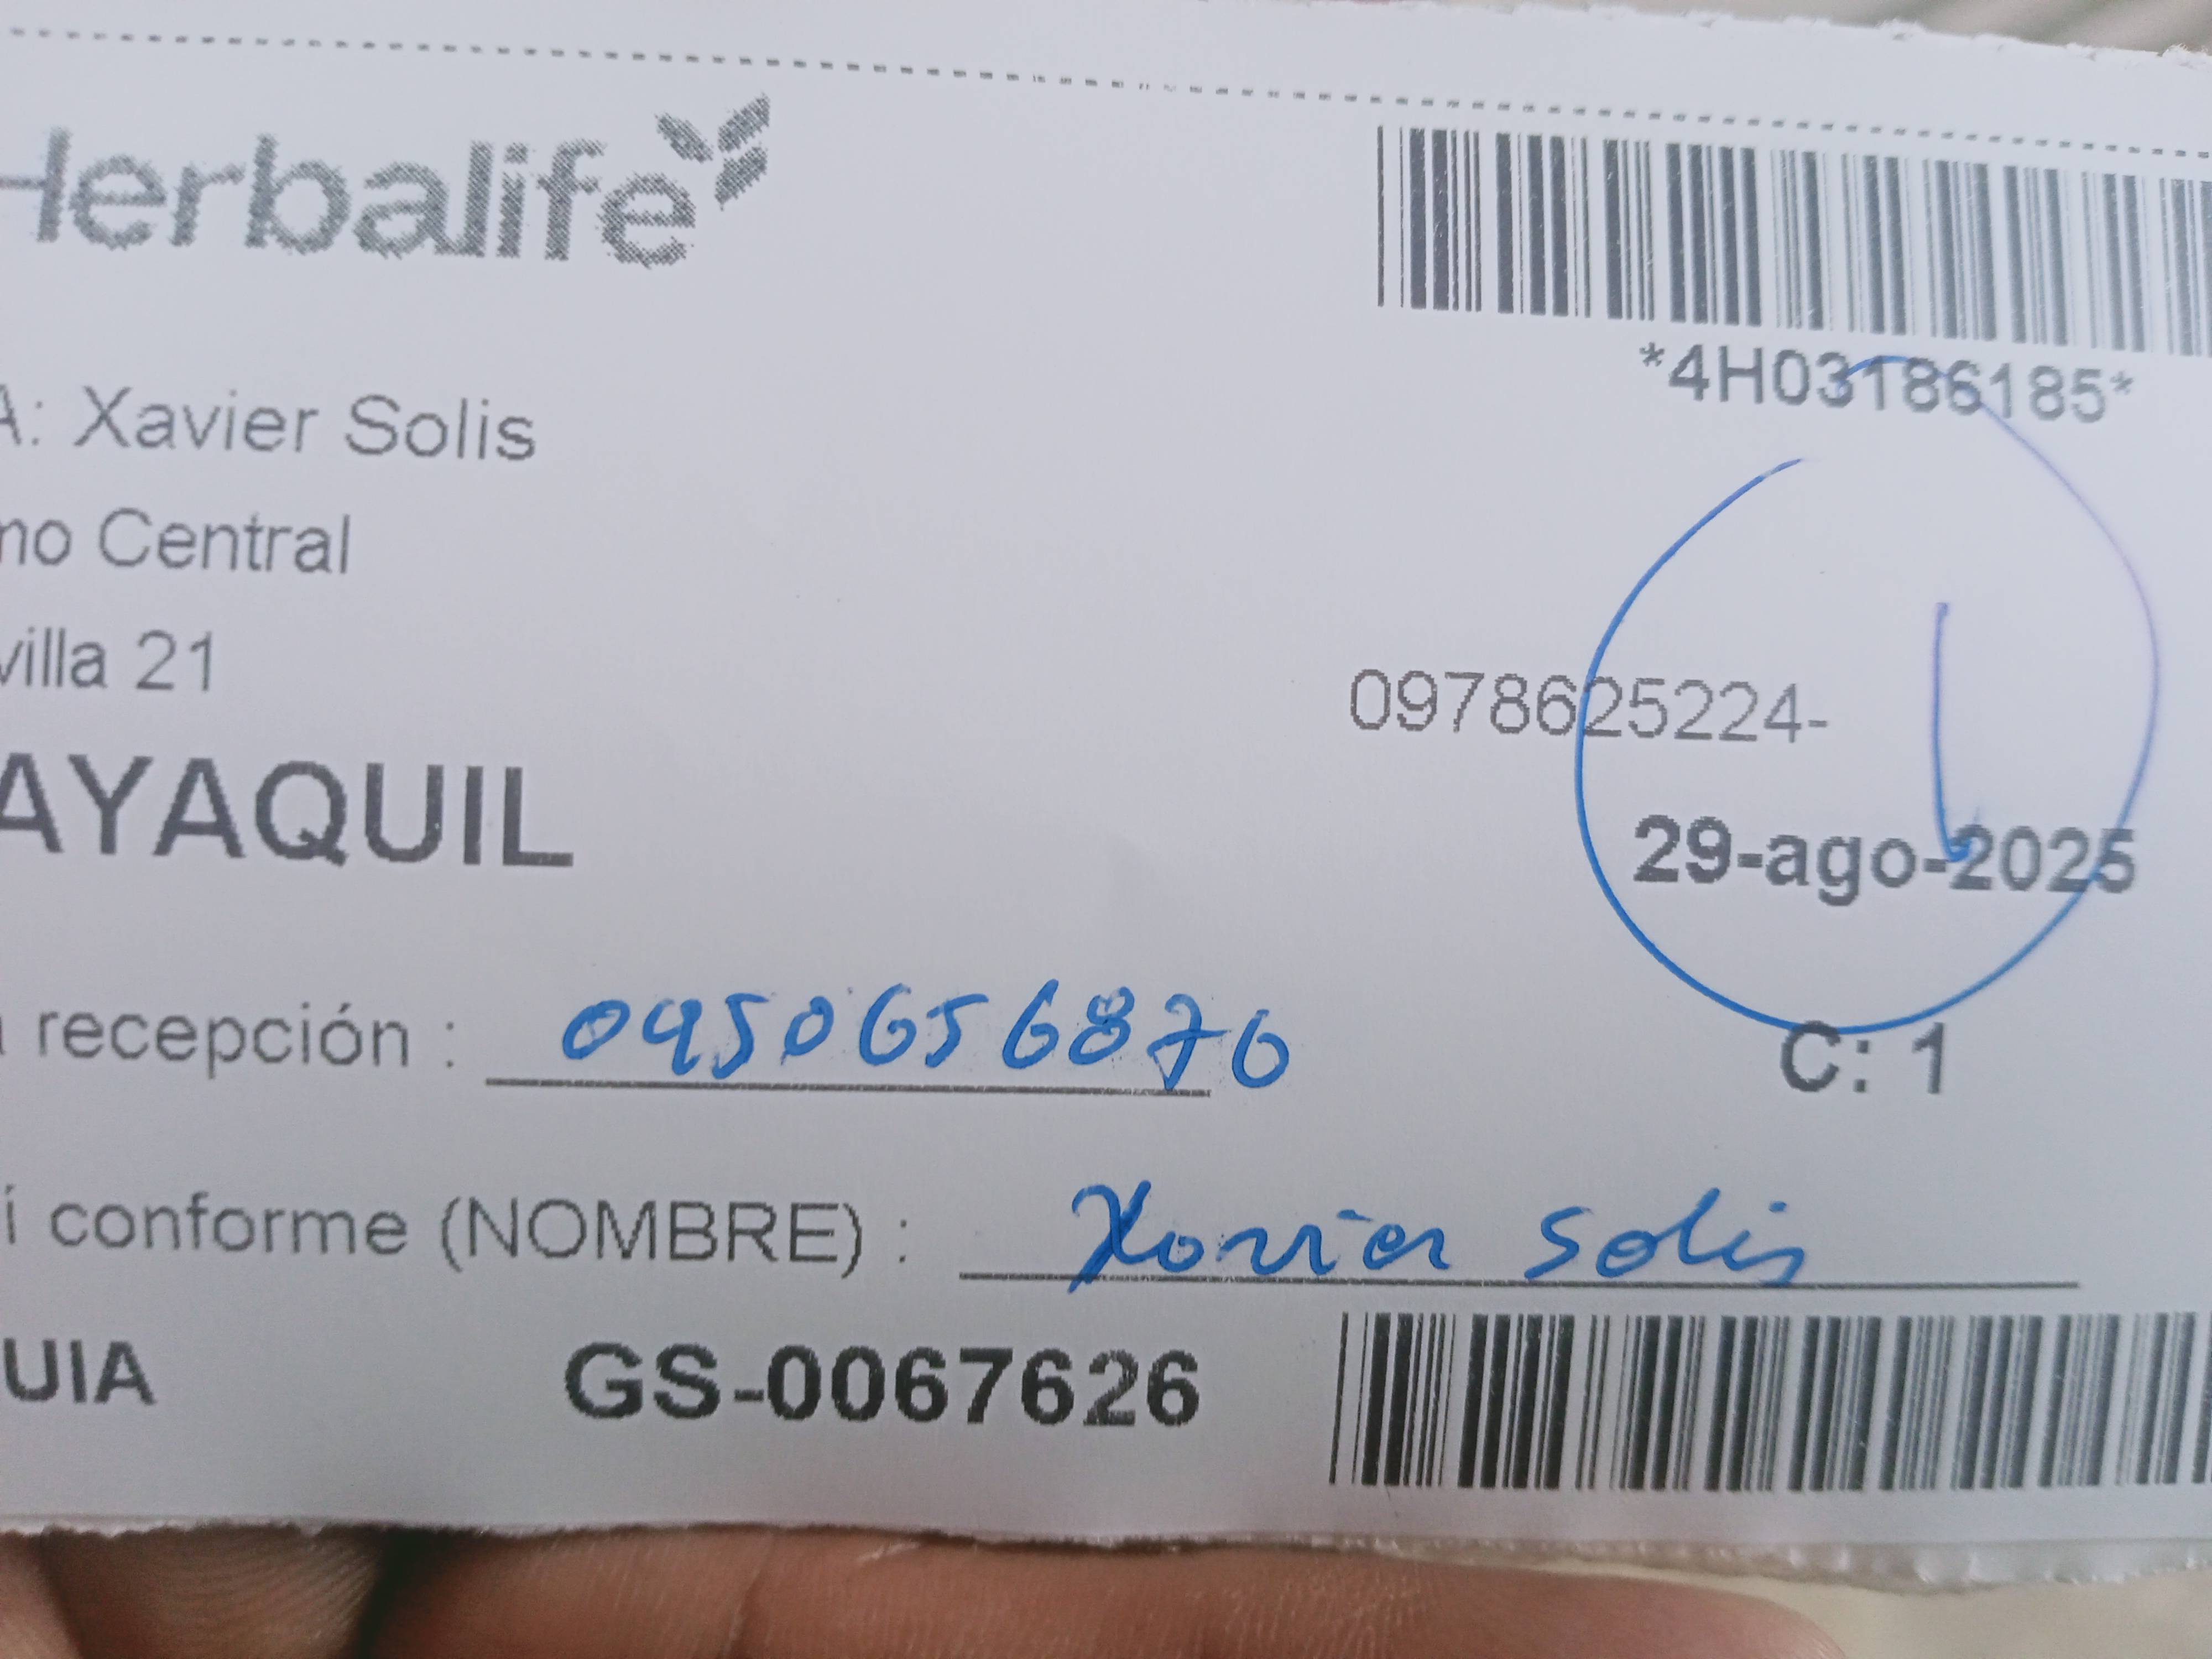 Herbalife
*4H03186185*
A: Xavier Solis
no Central
villa 21
0978625224-
AYAQUIL
29-ago-2025
recepción : 0950656876
C: 1
í conforme (NOMBRE) : Xavier Solis
UIA GS-0067626